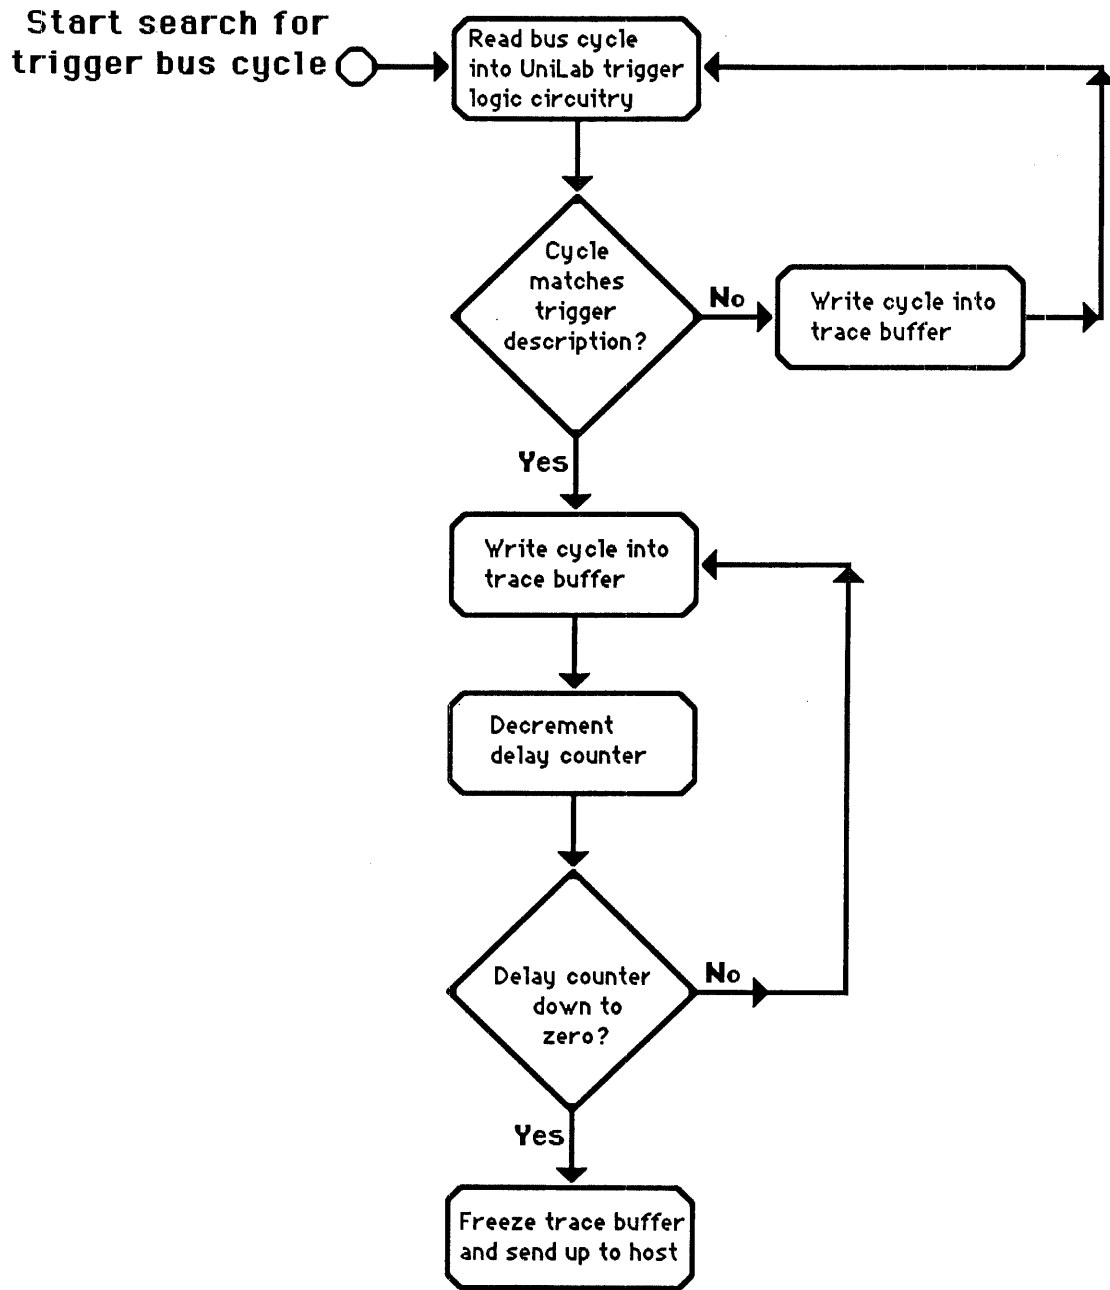 Start search for
trigger bus cycle
Read bus cycle
into UniLab trigger
logic circuitry
Cycle
matches
trigger
description?
No
Write cycle into
trace buffer
Yes
Write cycle into
trace buffer
Decrement
delay counter
Delay counter
down to
zero?
No
Yes
Freeze trace buffer
and send up to host